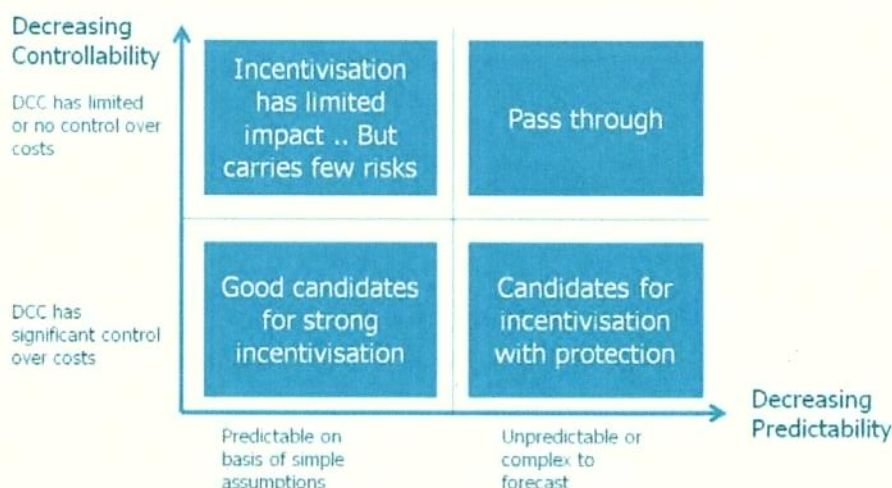 Decreasing
Controllability
DCC has limited
or no control over
costs
Incentivisation
has limited
impact .. But
carries few risks
Pass through
DCC has
significant control
over costs
Good candidates
for strong
incentivisation
Candidates for
incentivisation
with protection
Decreasing
Predictability
Predictable on
basis of simple
assumptions
Unpredictable or
complex to
forecast